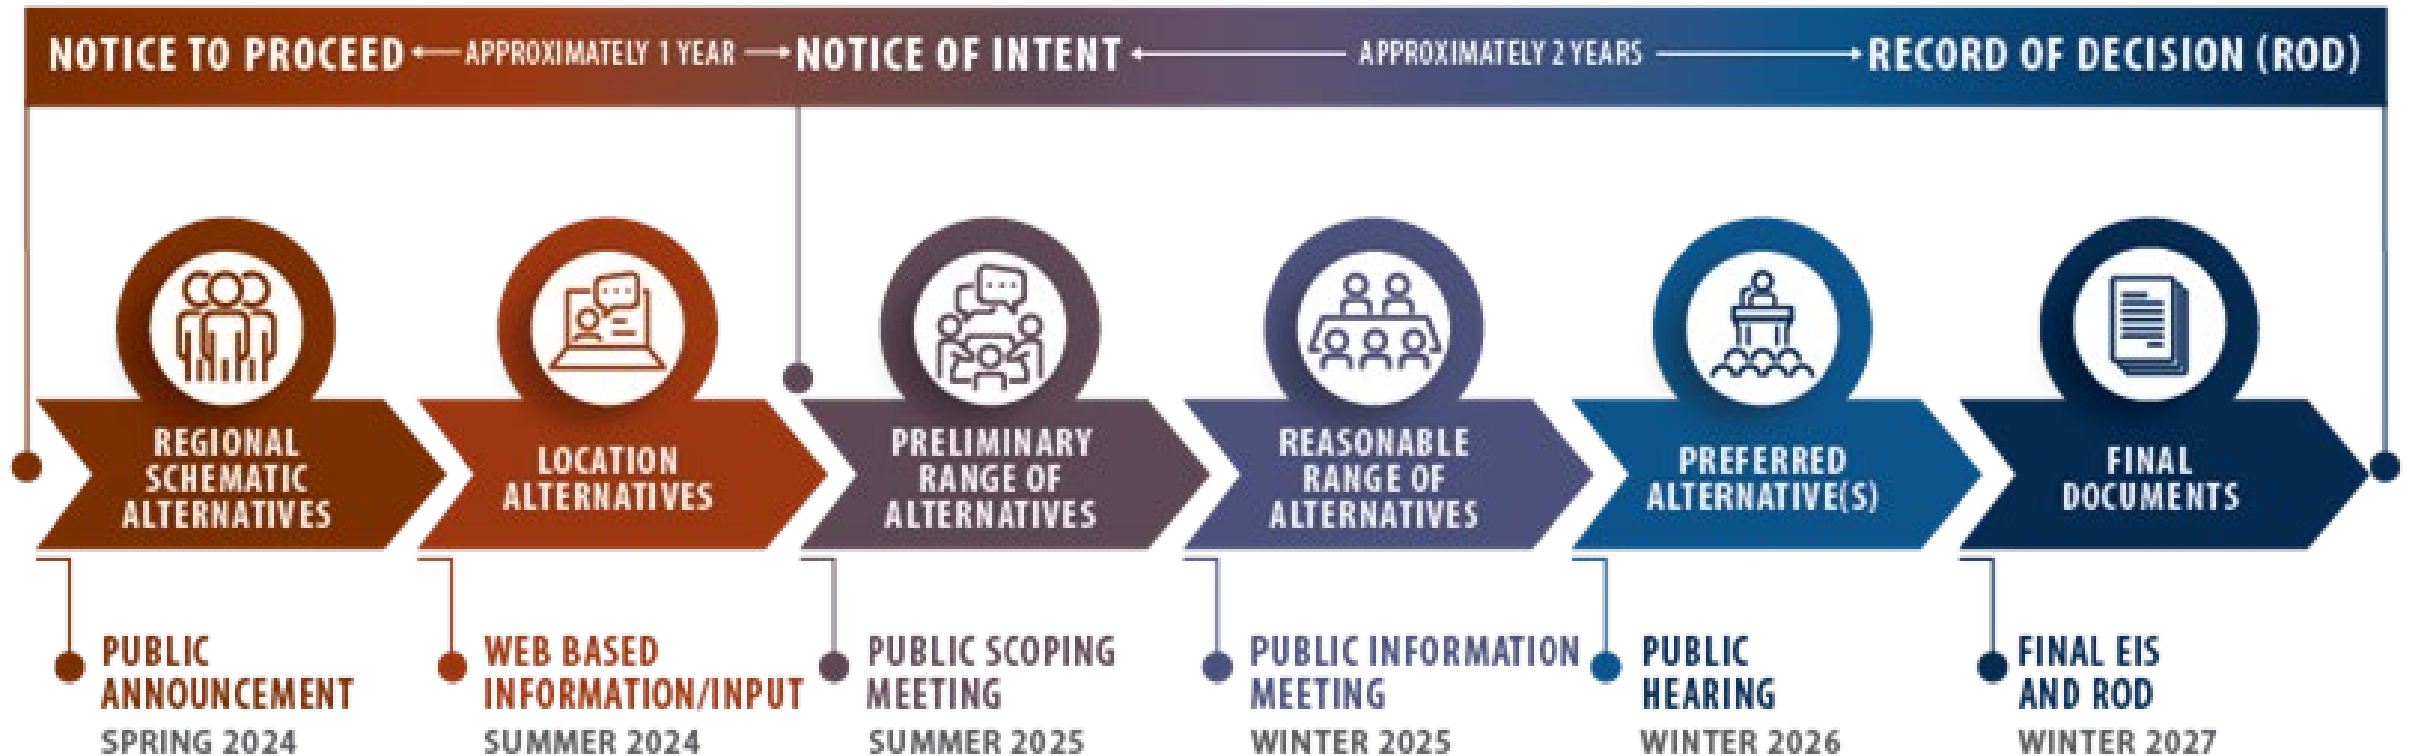 NOTICE TO PROCEED APPROXIMATELY 1 YEAR NOTICE OF INTENT APPROXIMATELY 2 YEARS RECORD OF DECISION (ROD)
REGIONAL
SCHEMATIC
ALTERNATIVES
LOCATION
ALTERNATIVES
PRELIMINARY
RANGE OF
ALTERNATIVES
REASONABLE
RANGE OF
ALTERNATIVES
PREFERRED
ALTERNATIVE(S)
FINAL
DOCUMENTS
PUBLIC
ANNOUNCEMENT
SPRING 2024
WEB BASED
INFORMATION/INPUT
SUMMER 2024
PUBLIC SCOPING
MEETING
SUMMER 2025
PUBLIC INFORMATION
MEETING
WINTER 2025
PUBLIC
HEARING
WINTER 2026
FINAL EIS
AND ROD
WINTER 2027